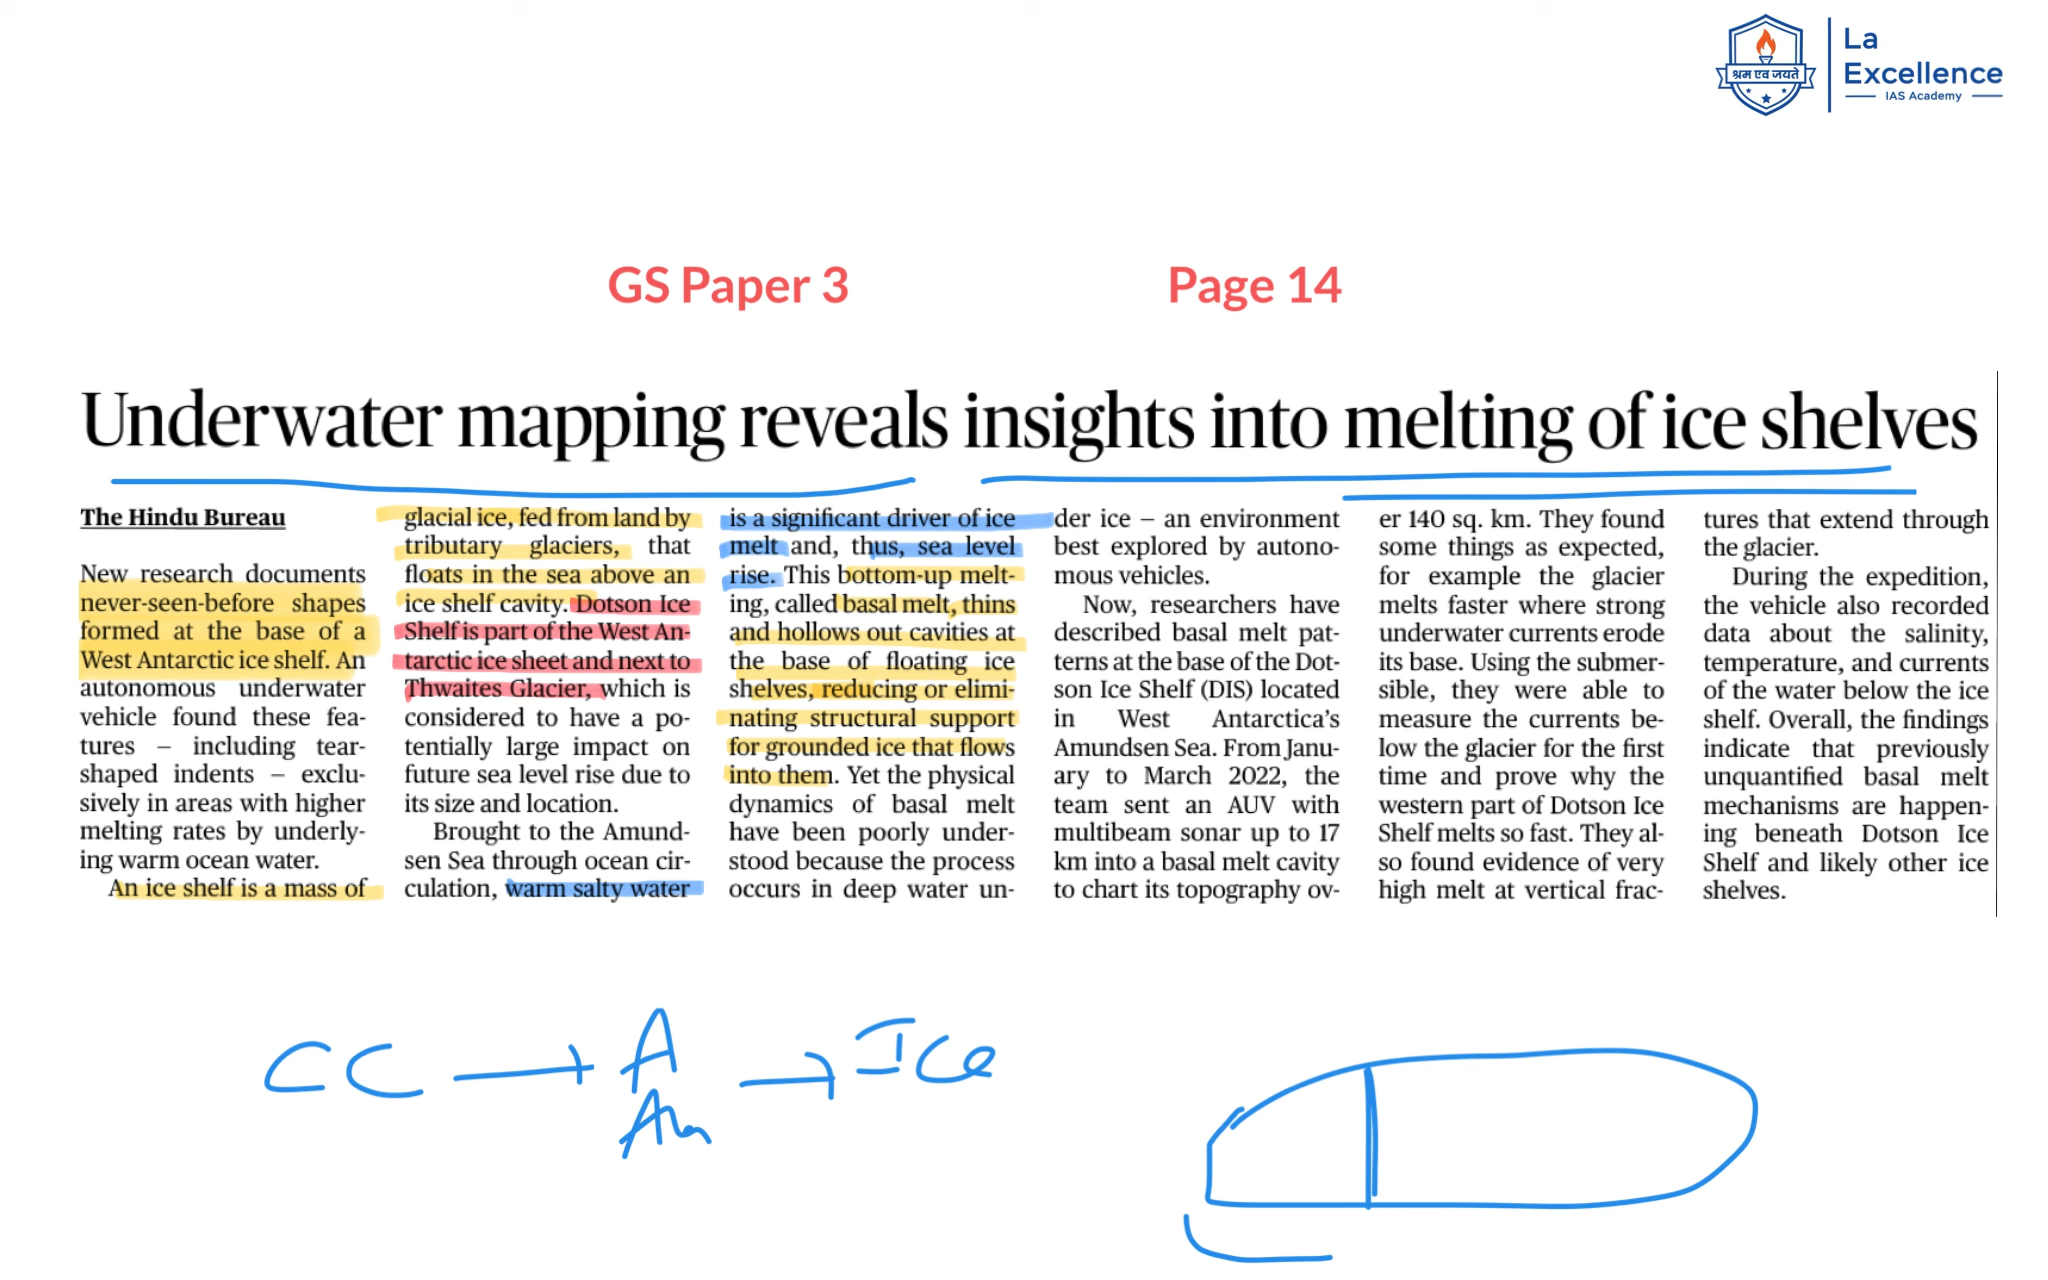 श्रम एव जयते
La
Excellence
IAS Academy
GS Paper 3
Page 14
Underwater mapping reveals insights into melting of ice shelves
The Hindu Bureau
New research documents
never-seen-before shapes
formed at the base of a
West Antarctic ice shelf. An
autonomous underwater
vehicle found these fea-
tures – including tear-
shaped indents – exclu-
sively in areas with higher
melting rates by underly-
ing warm ocean water.
An ice shelf is a mass of
glacial ice, fed from land by
tributary glaciers, that
floats in the sea above an
ice shelf cavity. Dotson Ice
Shelf is part of the West An-
tarctic ice sheet and next to
Thwaites Glacier, which is
considered to have a po-
tentially large impact on
future sea level rise due to
its size and location.
Brought to the Amund-
sen Sea through ocean cir-
culation, warm salty water
is a significant driver of ice
melt and, thus, sea level
rise. This bottom-up melt-
ing, called basal melt, thins
and hollows out cavities at
the base of floating ice
shelves, reducing or elimi-
nating structural support
for grounded ice that flows
into them. Yet the physical
dynamics of basal melt
have been poorly under-
stood because the process
occurs in deep water un-
der ice – an environment
best explored by autono-
mous vehicles.
Now, researchers have
described basal melt pat-
terns at the base of the Dot-
son Ice Shelf (DIS) located
in West Antarctica's
Amundsen Sea. From Janu-
ary to March 2022, the
team sent an AUV with
multibeam sonar up to 17
km into a basal melt cavity
to chart its topography ov-
er 140 sq. km. They found
some things as expected,
for example the glacier
melts faster where strong
underwater currents erode
its base. Using the submer-
sible, they were able to
measure the currents be-
low the glacier for the first
time and prove why the
western part of Dotson Ice
Shelf melts so fast. They al-
so found evidence of very
high melt at vertical frac-
tures that extend through
the glacier.
During the expedition,
the vehicle also recorded
data about the salinity,
temperature, and currents
of the water below the ice
shelf. Overall, the findings
indicate that previously
unquantified basal melt
mechanisms are happen-
ing beneath Dotson Ice
Shelf and likely other ice
shelves.
CC → A → Ice